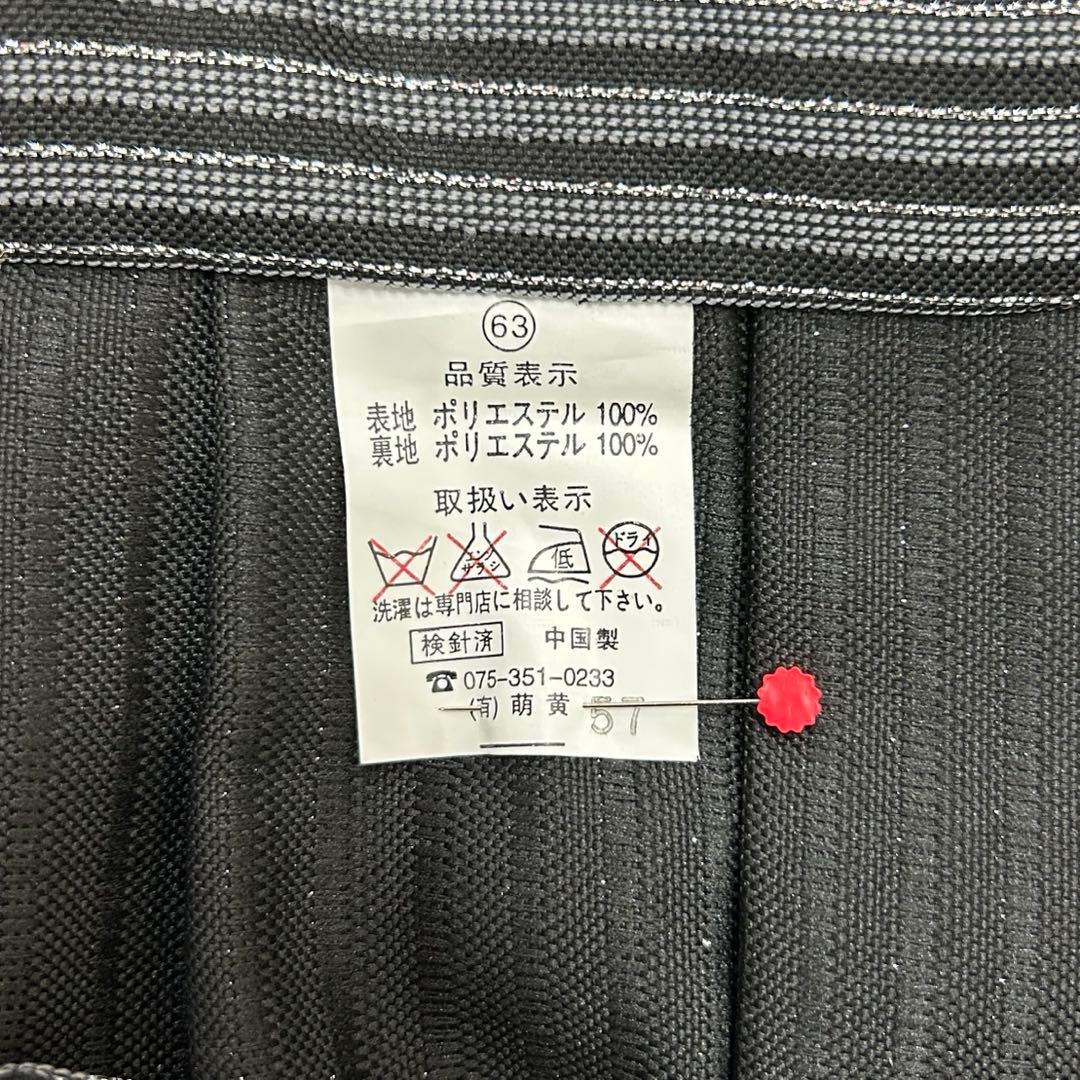 63
品質表示
表地 ポリエステル 100%
裏地 ポリエステル 100%
取扱い表示
エンソサラシ 低 ドライ
洗濯は専門店に相談して下さい。
検針済 中国製
☎075-351-0233
(有) 萌黄 57